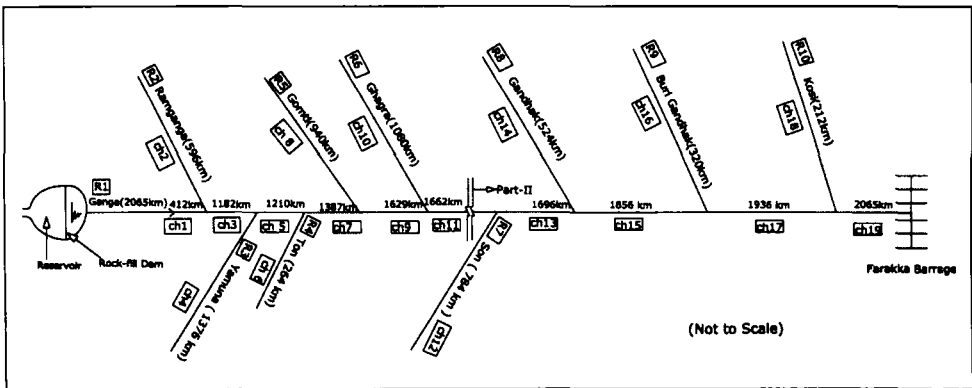 R2
Ramganga(596km)
ch2
R5
Gomti(940km)
ch 8
R6
Ghagra(1080km)
ch10
R8
Gandhak(524km)
ch14
R9
Buri Gandhak(320km)
ch16
R10
Kosi(212km)
ch18
Part-II
R1
Ganga(2065km) 412km 1182km 1210km 1387km 1629km 1662km 1696km 1856 km 1936 km 2065km
ch1 ch3 ch 5 ch7 ch9 ch11 ch13 ch15 ch17 ch19
Reservoir
Rock-fill Dam
ch4
R3
Yamuna ( 1376 km)
ch 6
R4
Ton (264 km)
R7
Son ( 784 km )
ch12
Farakka Barrage
(Not to Scale)